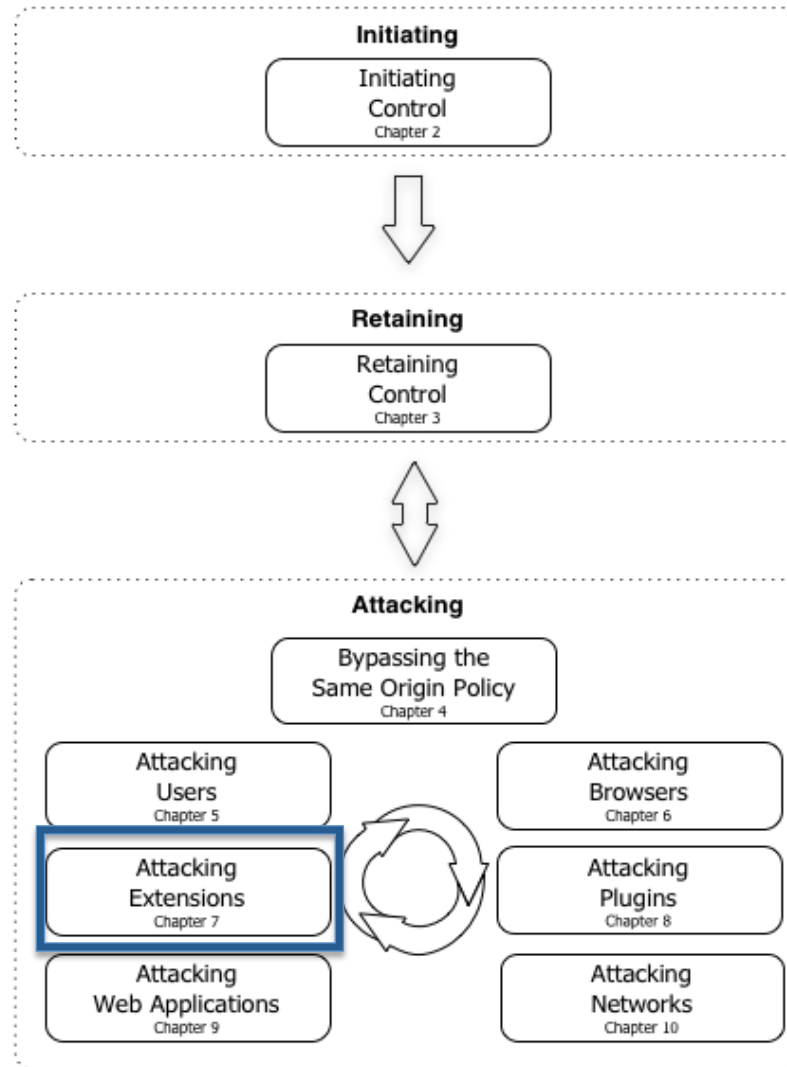 Initiating
Initiating
Control
Chapter 2
Retaining
Retaining
Control
Chapter 3
Attacking
Bypassing the
Same Origin Policy
Chapter 4
Attacking
Users
Chapter 5
Attacking
Browsers
Chapter 6
Attacking
Extensions
Chapter 7
Attacking
Plugins
Chapter 8
Attacking
Web Applications
Chapter 9
Attacking
Networks
Chapter 10